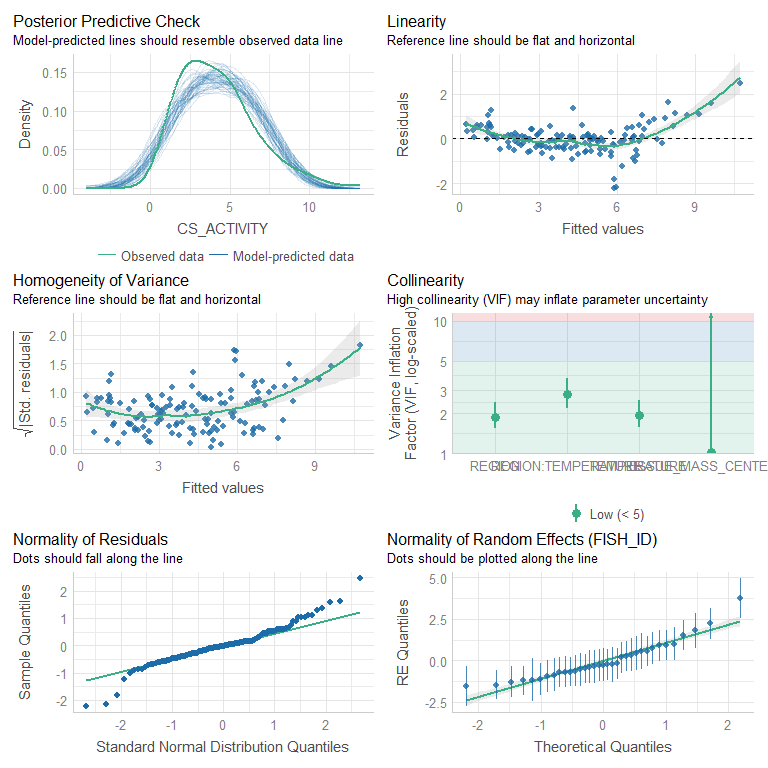 Posterior Predictive Check
Model-predicted lines should resemble observed data line
Density
0.15
0.10
0.05
0.00
0
5
10
CS_ACTIVITY
Observed data
Model-predicted data
Linearity
Reference line should be flat and horizontal
Residuals
2
0
-2
0
3
6
9
Fitted values
Homogeneity of Variance
Reference line should be flat and horizontal
√|Std. residuals|
2.0
1.5
1.0
0.5
0.0
0
3
6
9
Fitted values
Collinearity
High collinearity (VIF) may inflate parameter uncertainty
Variance Inflation
Factor (VIF, log-scaled)
10
5
3
2
1
REGION
REGION:TEMPERATURE
Low (< 5)
Normality of Residuals
Dots should fall along the line
Sample Quantiles
2
1
0
-1
-2
-2
-1
0
1
2
Standard Normal Distribution Quantiles
Normality of Random Effects (FISH_ID)
Dots should be plotted along the line
RE Quantiles
5.0
2.5
0.0
-2.5
-2
-1
0
1
2
Theoretical Quantiles